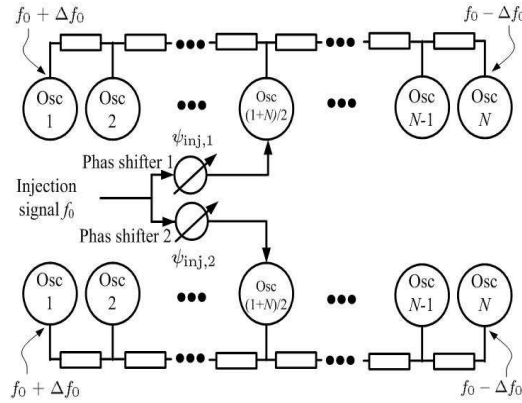 f₀ + Δf₀
f₀ − Δf₀
Osc
1
Osc
2
Osc
(1+N)/2
Osc
N-1
Osc
N
ψinj,1
Phas shifter 1
Injection
signal f₀
Phas shifter 2
ψinj,2
Osc
1
Osc
2
Osc
(1+N)/2
Osc
N-1
Osc
N
f₀ + Δf₀
f₀ − Δf₀